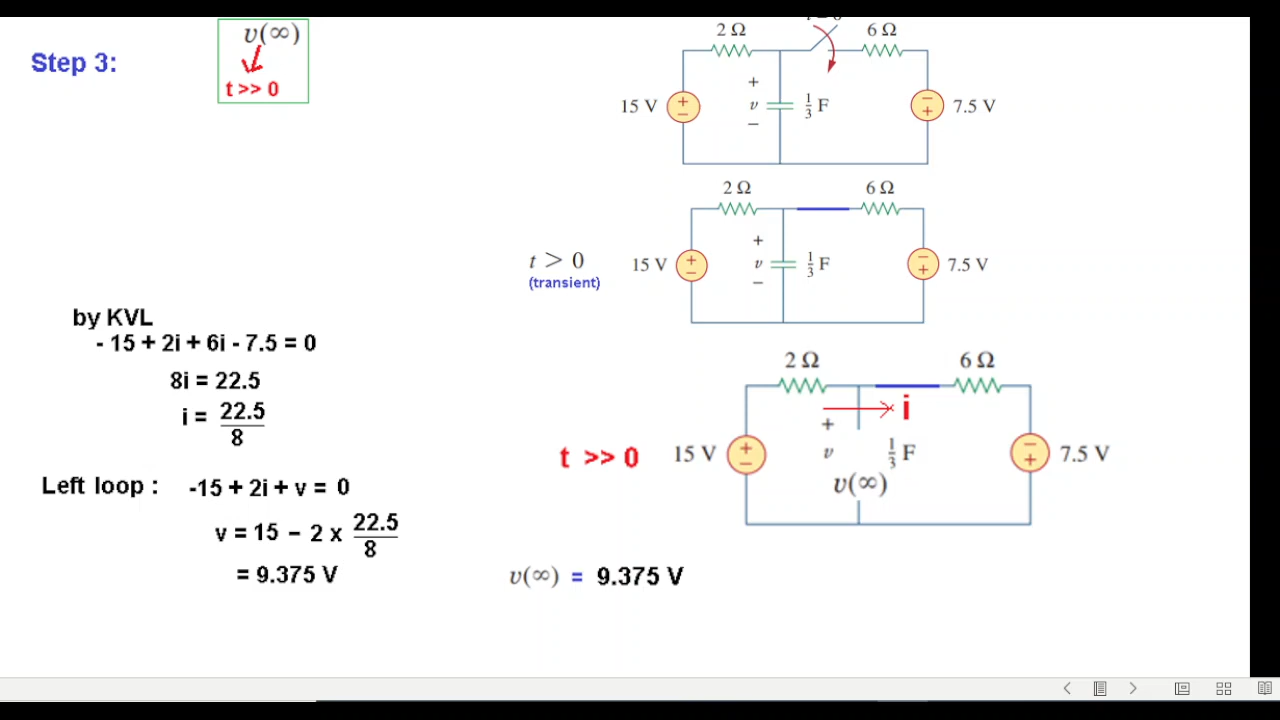 Step 3:
v(∞)
t >> 0
2 Ω
6 Ω
15 V
+
v
−
1/3 F
7.5 V
t > 0
(transient)
2 Ω
6 Ω
15 V
+
v
−
1/3 F
7.5 V
by KVL
- 15 + 2i + 6i - 7.5 = 0
8i = 22.5
i = 22.5/8
Left loop : -15 + 2i + v = 0
v = 15 − 2 x 22.5/8
= 9.375 V
t >> 0
2 Ω
6 Ω
i
15 V
+
v
1/3 F
7.5 V
v(∞)
v(∞) = 9.375 V